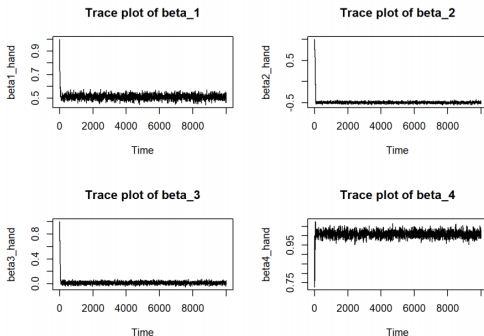 Trace plot of beta_1
beta1_hand
0.5
0.7
0.9
0
2000
4000
6000
8000
Time
Trace plot of beta_2
beta2_hand
-0.5
0.5
0
2000
4000
6000
8000
Time
Trace plot of beta_3
beta3_hand
0.0
0.4
0.8
0
2000
4000
6000
8000
Time
Trace plot of beta_4
beta4_hand
0.75
0.95
0
2000
4000
6000
8000
Time